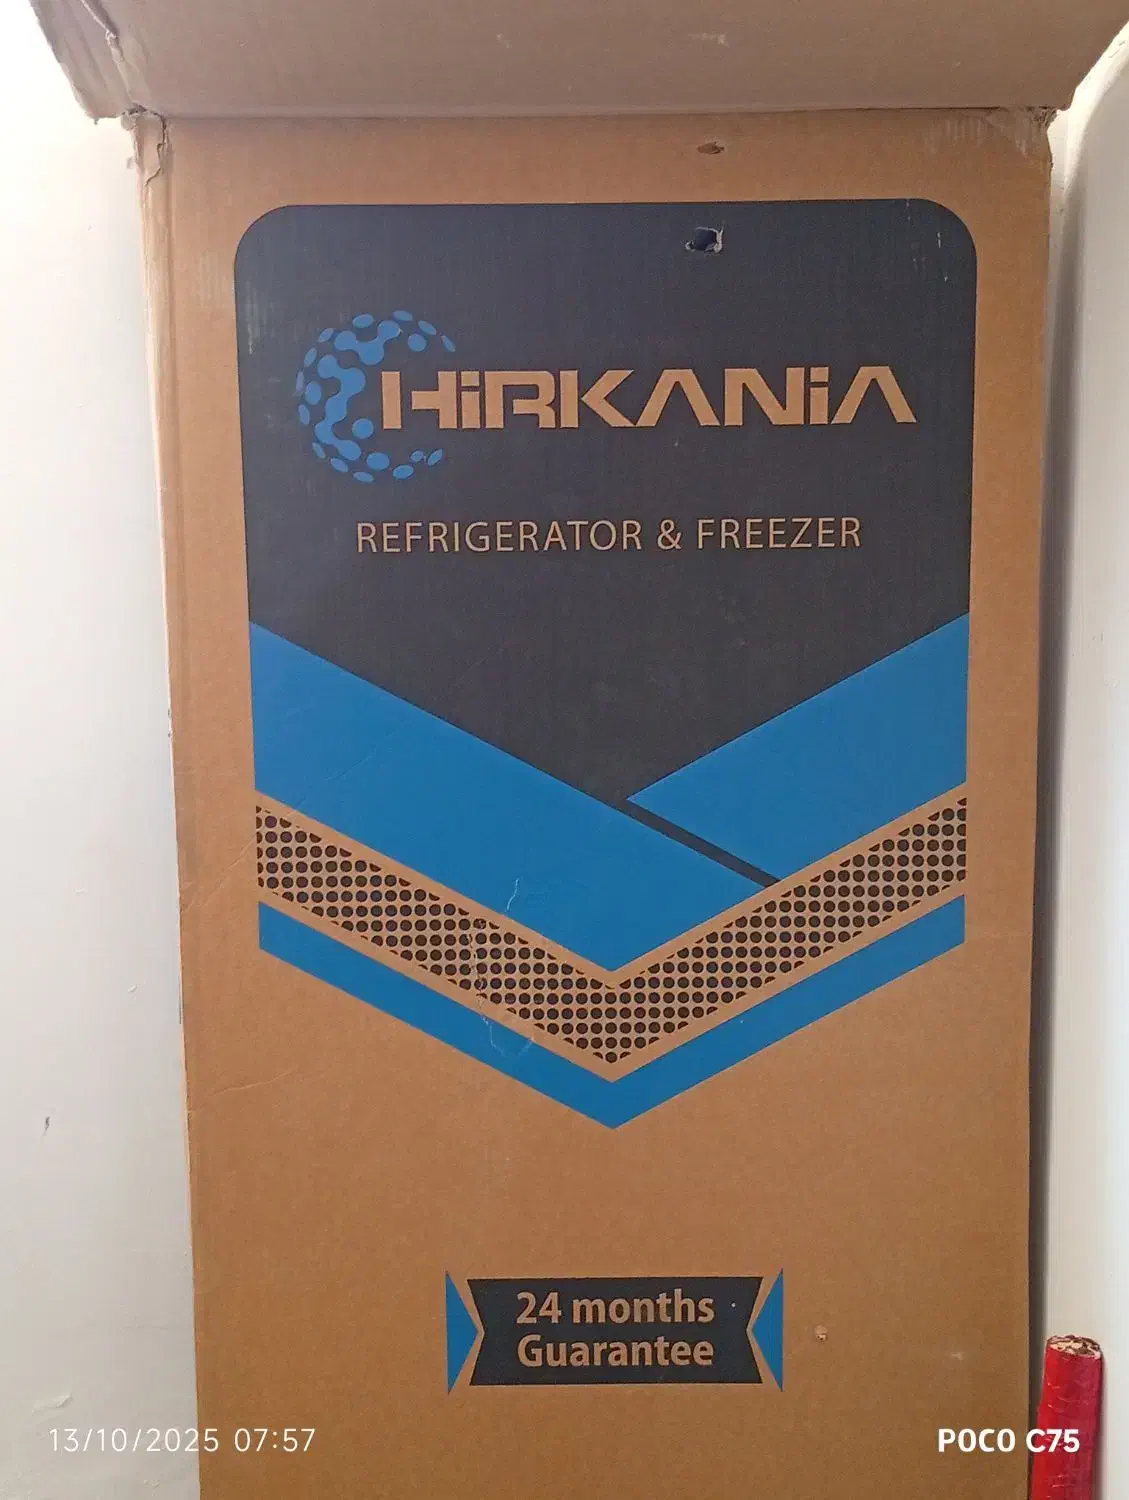 HiRKANiA
REFRIGERATOR & FREEZER
24 months
Guarantee
13/10/2025 07:57
POCO C75